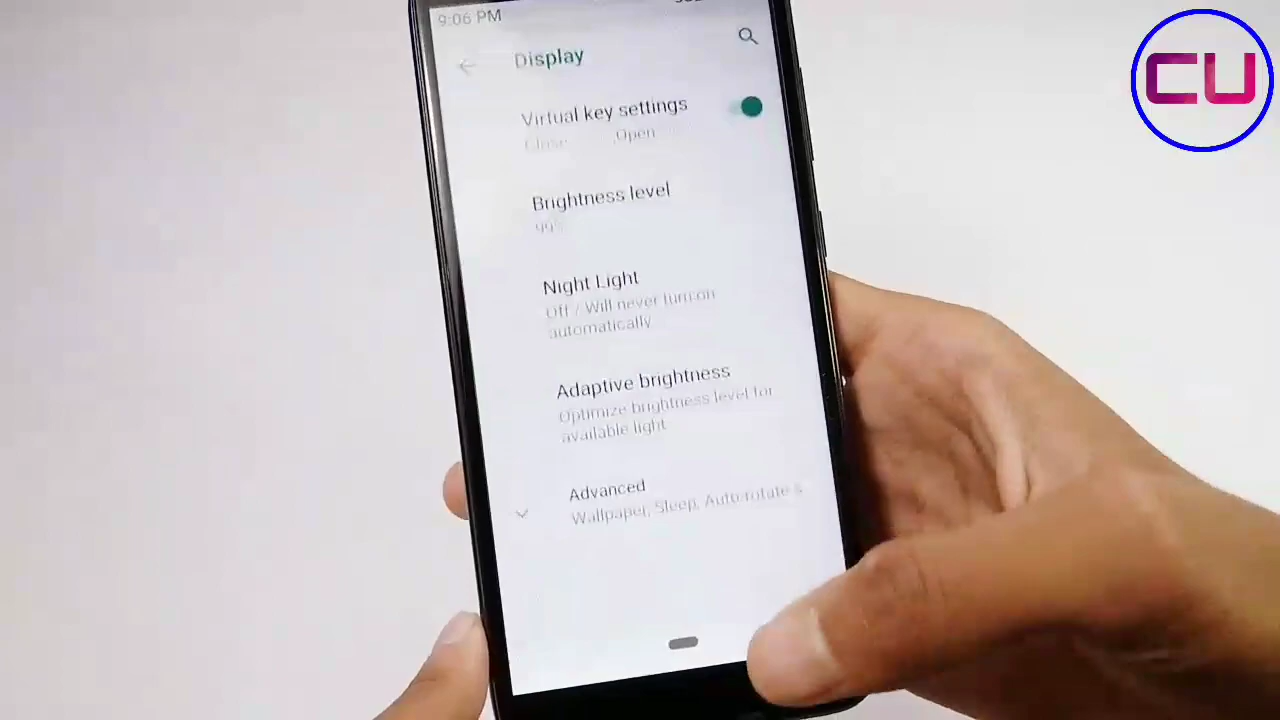 9:06 PM
CU
Display
Virtual key settings
Close ,Open
Brightness level
99%
Night Light
Off / Will never turn on
automatically
Adaptive brightness
Optimize brightness level for
available light
Advanced
Wallpaper, Sleep, Auto-rotate s